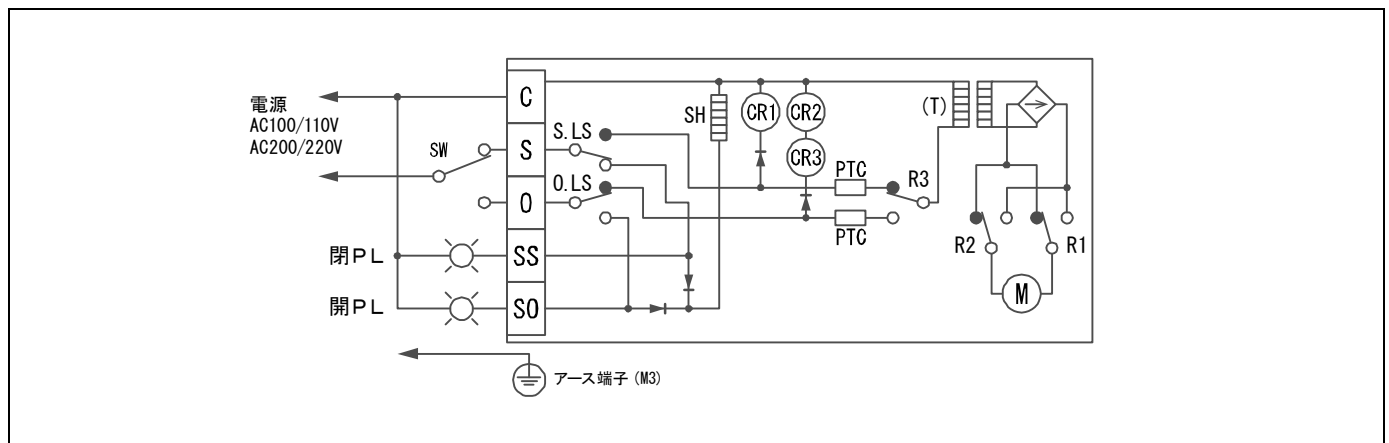 電源
AC100/110V
AC200/220V
SW
閉PL
開PL
C
S
O
SS
SO
S.LS
O.LS
SH
CR1
CR2
CR3
PTC
PTC
R3
(T)
R2
R1
M
アース端子 (M3)